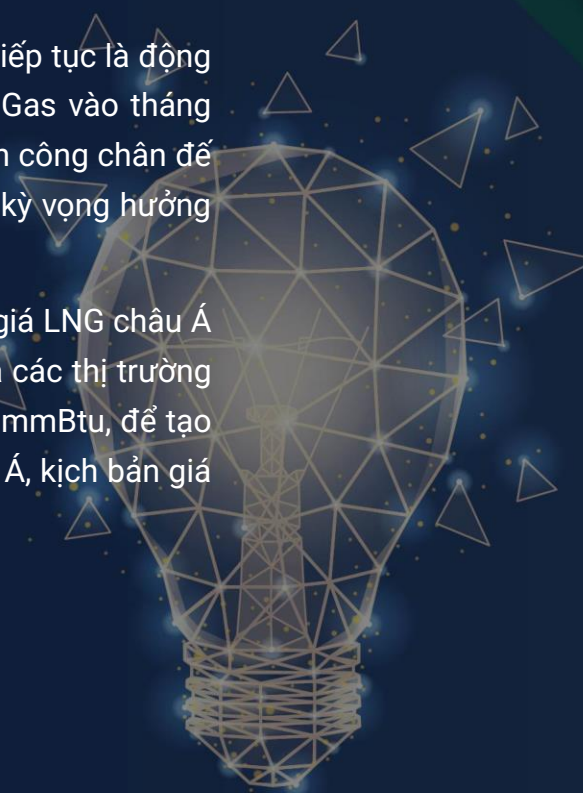 iếp tục là động
Gas vào tháng
n công chân đế
kỳ vọng hưởng
giá LNG châu Á
các thị trường
mmBtu, để tạo
Á, kịch bản giá